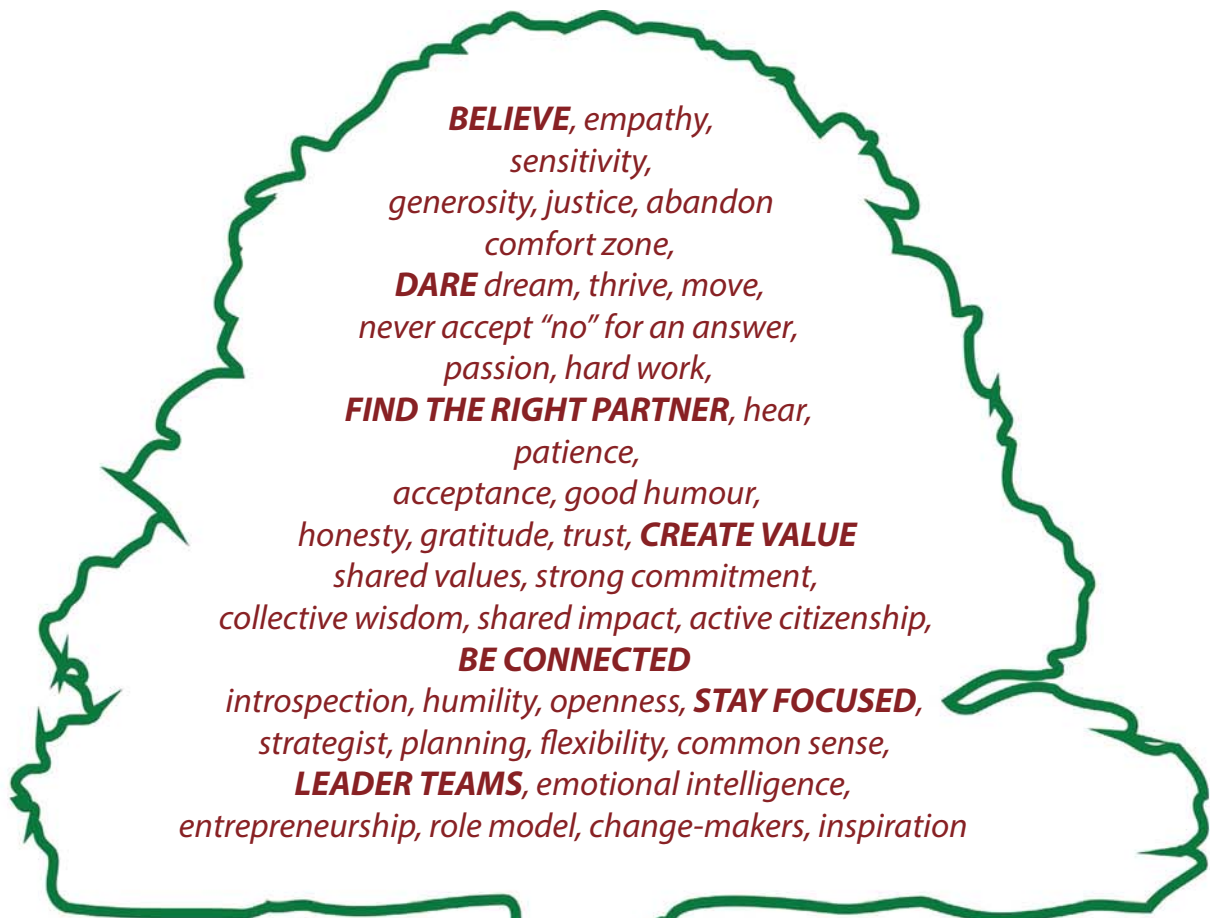 BELIEVE, empathy,
sensitivity,
generosity, justice, abandon
comfort zone,
DARE dream, thrive, move,
never accept “no” for an answer,
passion, hard work,
FIND THE RIGHT PARTNER, hear,
patience,
acceptance, good humour,
honesty, gratitude, trust, CREATE VALUE
shared values, strong commitment,
collective wisdom, shared impact, active citizenship,
BE CONNECTED
introspection, humility, openness, STAY FOCUSED,
strategist, planning, flexibility, common sense,
LEADER TEAMS, emotional intelligence,
entrepreneurship, role model, change-makers, inspiration